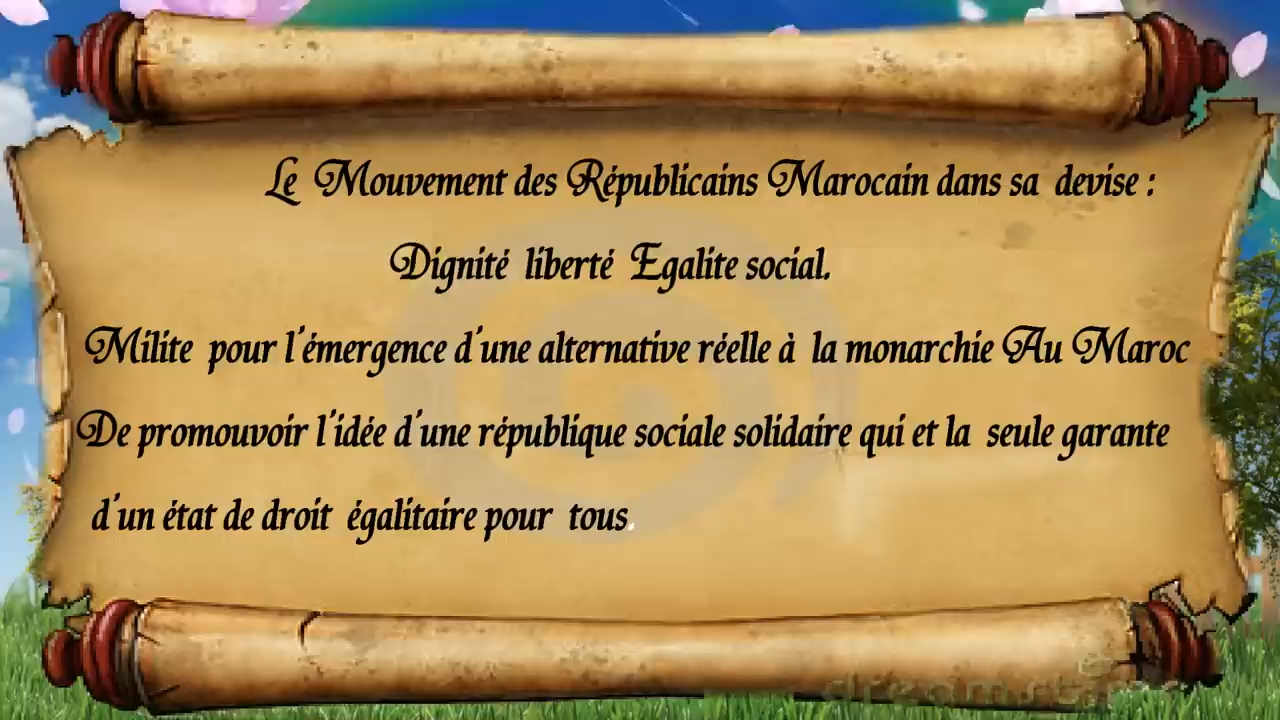 Le Mouvement des Républicains Marocain dans sa devise :
Dignité liberté Egalite social.
Milite pour l'émergence d'une alternative réelle à la monarchie Au Maroc
De promouvoir l'idée d'une république sociale solidaire qui et la seule garante
d'un état de droit égalitaire pour tous.